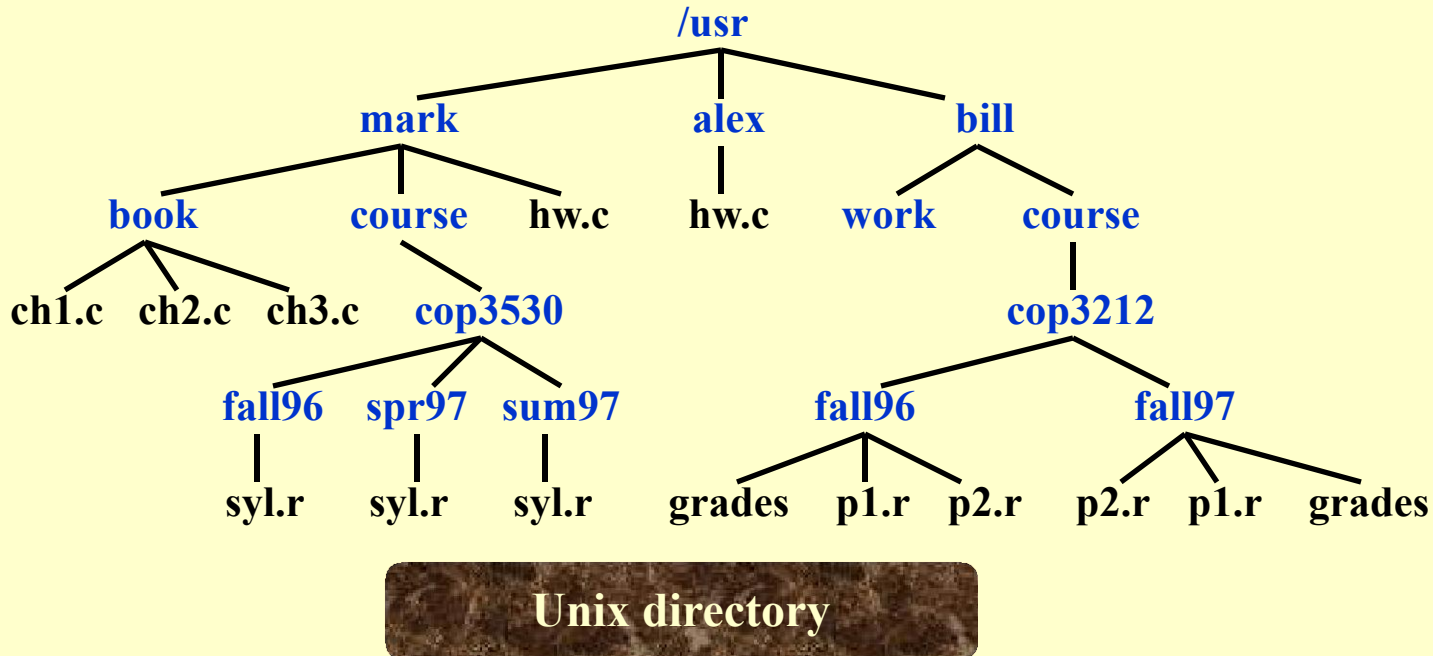 /usr
mark alex bill
book course hw.c hw.c work course
ch1.c ch2.c ch3.c cop3530 cop3212
fall96 spr97 sum97 fall96 fall97
syl.r syl.r syl.r grades p1.r p2.r p2.r p1.r grades
Unix directory